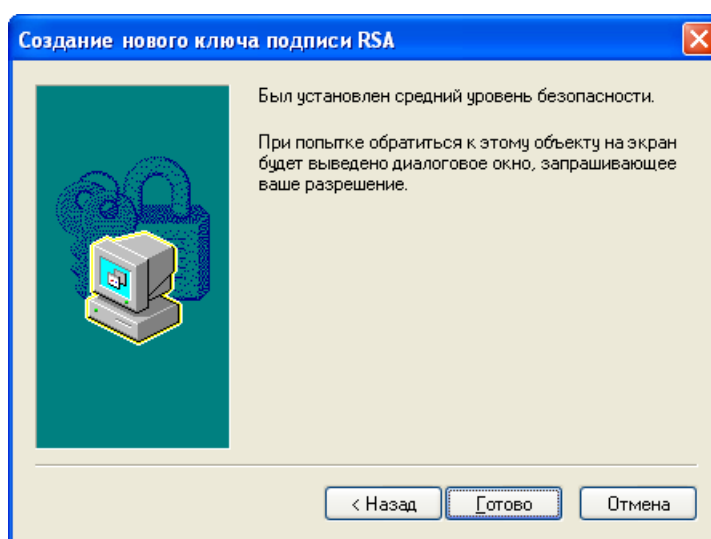 Создание нового ключа подписи RSA
Был установлен средний уровень безопасности.
При попытке обратиться к этому объекту на экран
будет выведено диалоговое окно, запрашивающее
ваше разрешение.
< Назад
Готово
Отмена